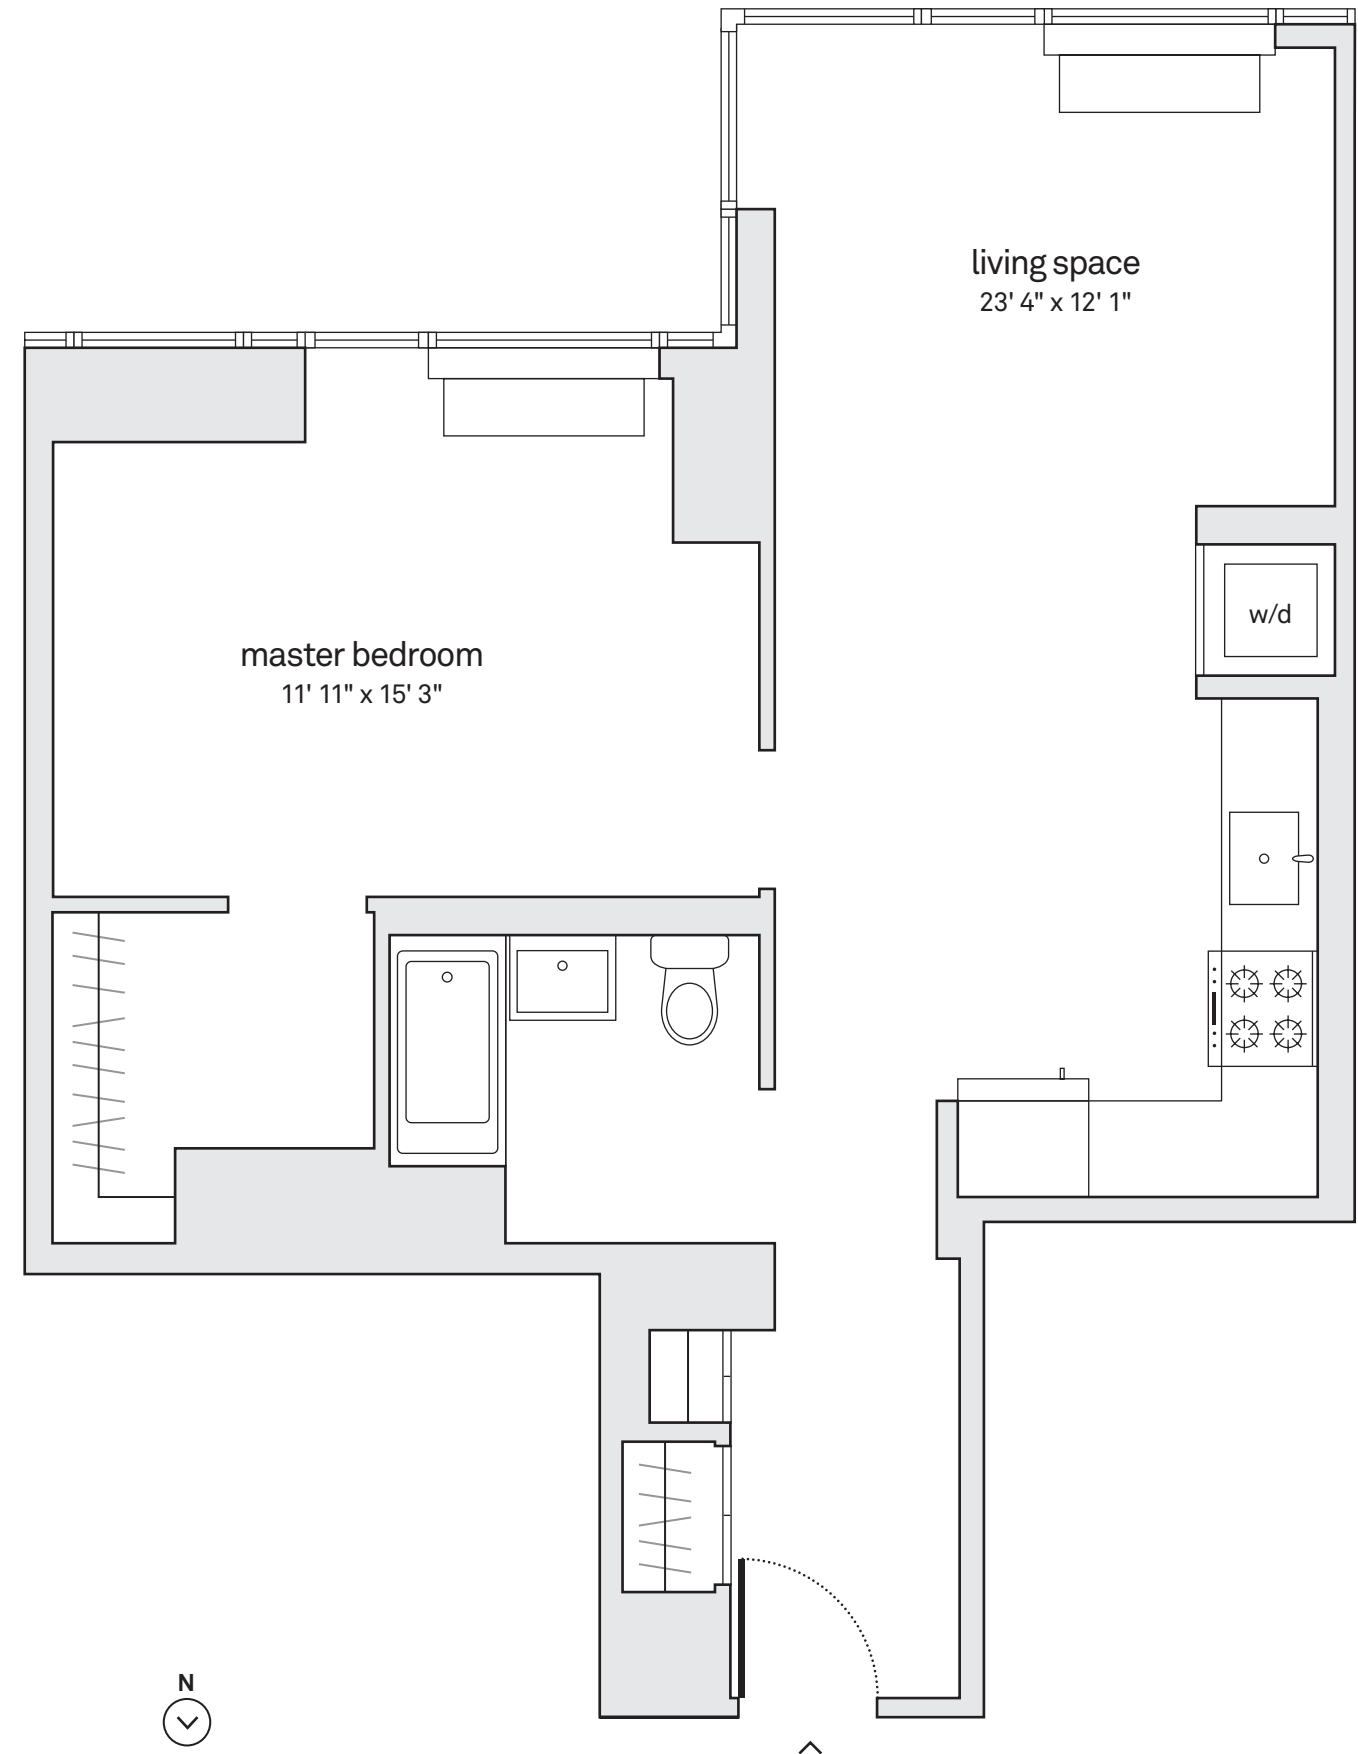 living space
23' 4" x 12' 1"
w/d
master bedroom
11' 11" x 15' 3"
N